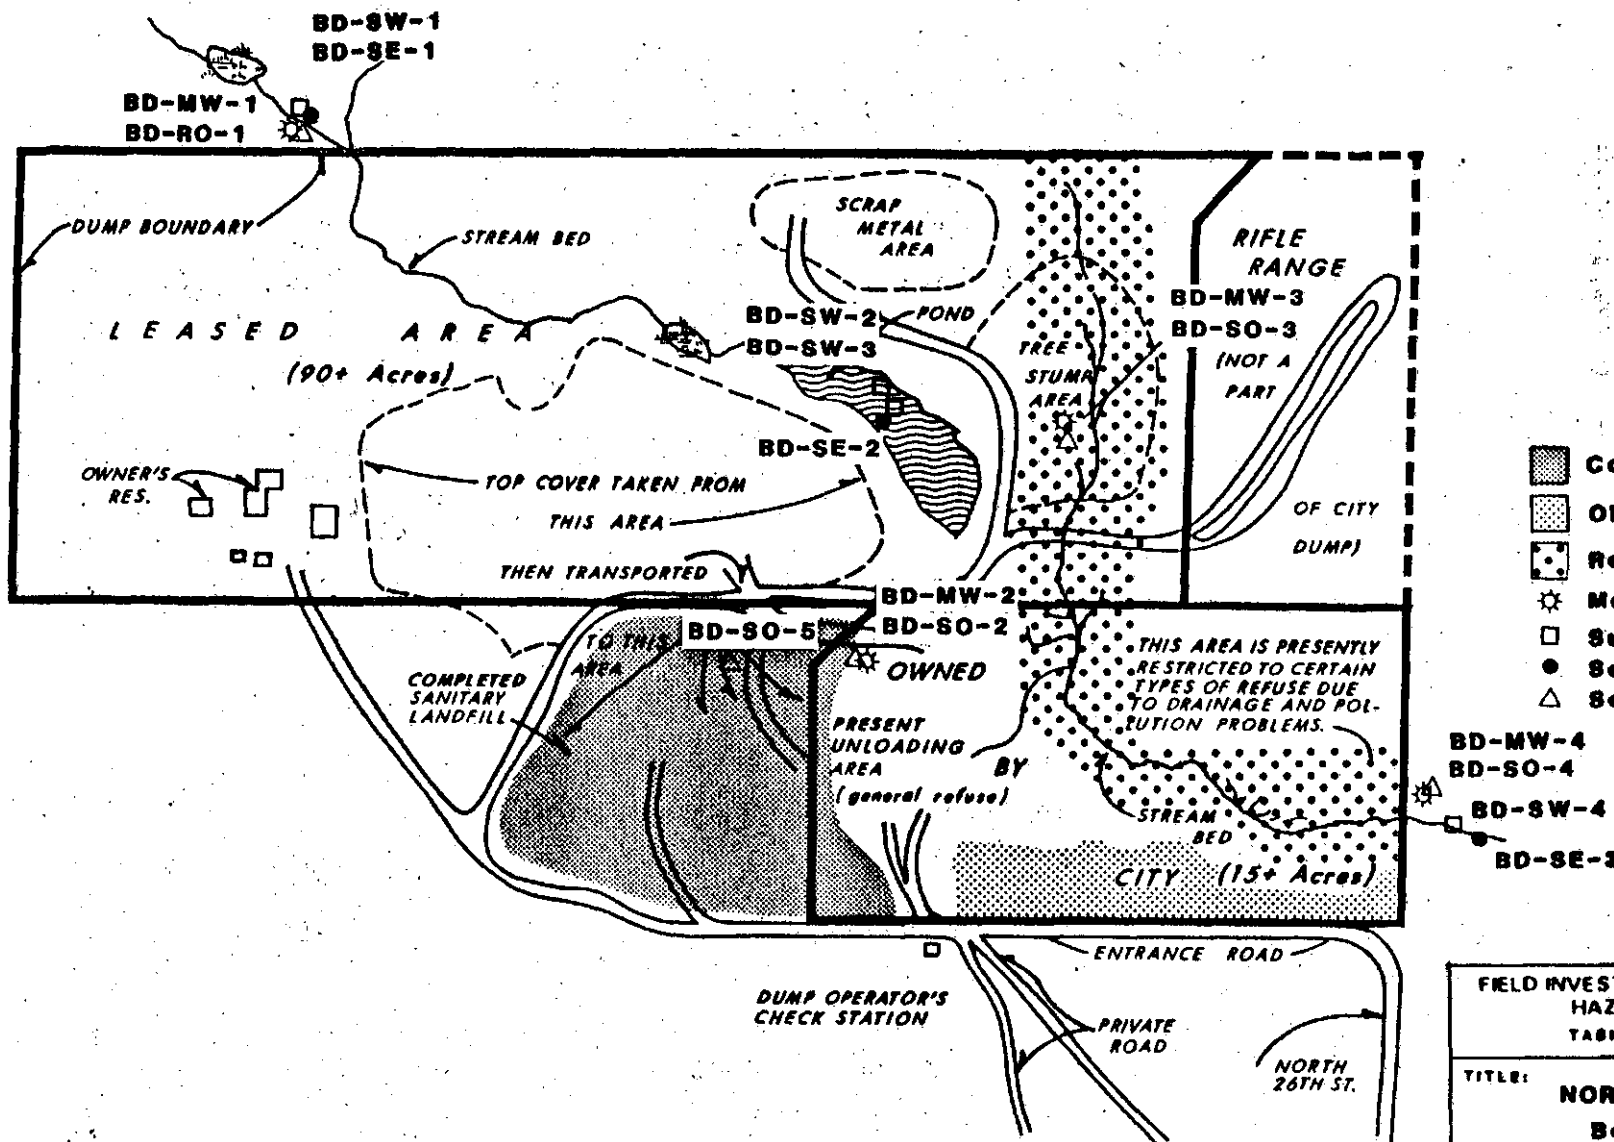 BD-SW-1
BD-SE-1
BD-MW-1
BD-RO-1
DUMP BOUNDARY
STREAM BED
SCRAP
METAL
AREA
RIFLE
RANGE
BD-MW-3
BD-SO-3
(NOT A
PART
OF CITY
DUMP)
LEASED AREA
(90+ Acres)
BD-SW-2
BD-SW-3
POND
TREE
STUMP
AREA
BD-SE-2
OWNER'S
RES.
TOP COVER TAKEN FROM
THIS AREA
THEN TRANSPORTED
TO THIS
AREA
BD-MW-2
BD-SO-2
BD-SO-5
COMPLETED
SANITARY
LANDFILL
OWNED
BY
CITY (15+ Acres)
PRESENT
UNLOADING
AREA
(general refuse)
THIS AREA IS PRESENTLY
RESTRICTED TO CERTAIN
TYPES OF REFUSE DUE
TO DRAINAGE AND POL-
LUTION PROBLEMS.
STREAM
BED
BD-MW-4
BD-SO-4
BD-SW-4
BD-SE-3
ENTRANCE ROAD
DUMP OPERATOR'S
CHECK STATION
PRIVATE
ROAD
NORTH
26TH ST.
FIELD INVEST
HAZ
TITLE:
NOR